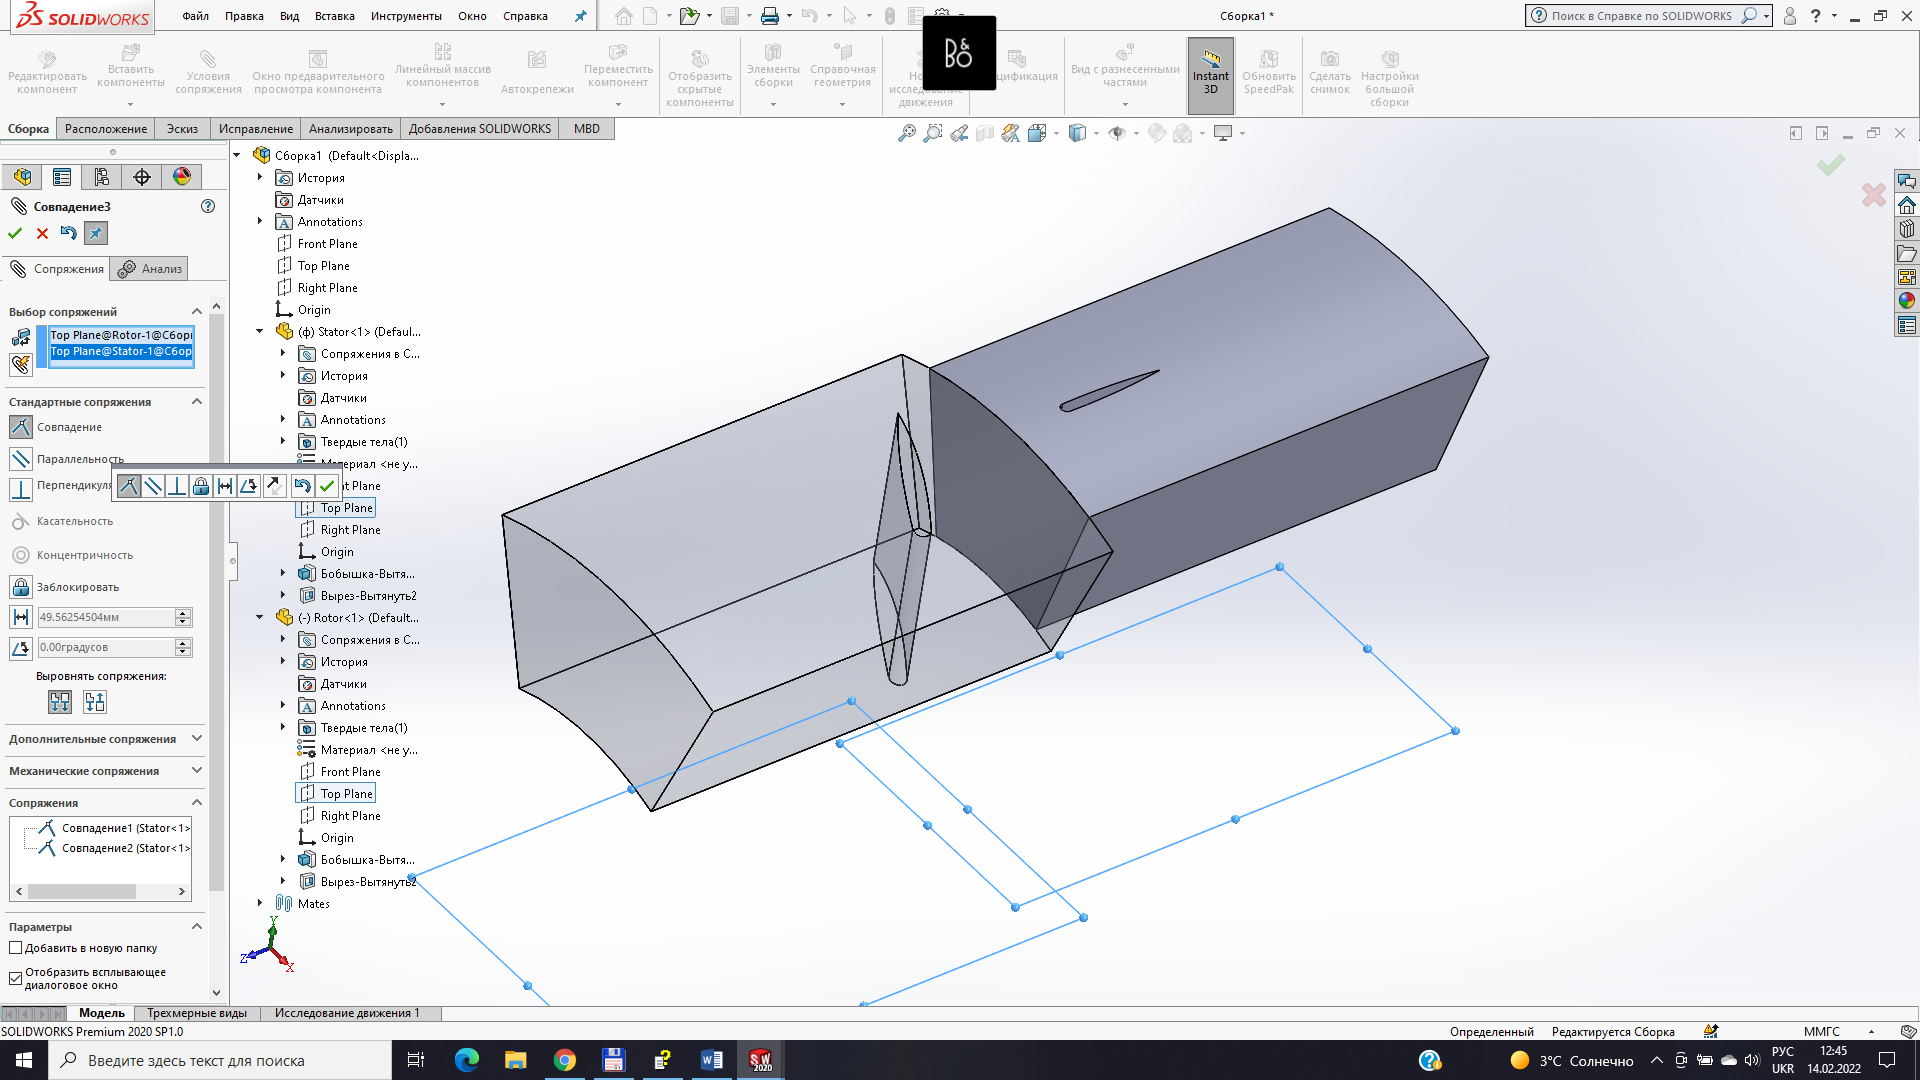 SOLIDWORKS
Файл Правка Вид Вставка Инструменты Окно Справка
Сборка1 *
Поиск в Справке по SOLIDWORKS
B&O
Редактировать компонент
Вставить компоненты
Условия сопряжения
Окно предварительного просмотра компонента
Линейный массив компонентов
Автокрепежи
Переместить компонент
Отобразить скрытые компоненты
Элементы сборки
Справочная геометрия
Но
исследование
движения
цификация
Вид с разнесенными частями
Instant 3D
Обновить SpeedPak
Сделать снимок
Настройки большой сборки
Сборка Расположение Эскиз Исправление Анализировать Добавления SOLIDWORKS MBD
Совпадение3
Сопряжения Анализ
Выбор сопряжений
Top Plane@Rotor-1@Сбор
Top Plane@Stator-1@Сбор
Стандартные сопряжения
Совпадение
Параллельность
Перпендикуля
Касательность
Концентричность
Заблокировать
49.56254504мм
0.00градусов
Выровнять сопряжения:
Дополнительные сопряжения
Механические сопряжения
Сопряжения
Совпадение1 (Stator<1>
Совпадение2 (Stator<1>
Параметры
Добавить в новую папку
Отобразить всплывающее
диалоговое окно
Сборка1 (Default<Displa...
История
Датчики
Annotations
Front Plane
Top Plane
Right Plane
Origin
(ф) Stator<1> (Defaul...
Сопряжения в С...
История
Датчики
Annotations
Твердые тела(1)
Материал <не у...
nt Plane
Top Plane
Right Plane
Origin
Бобышка-Вытя...
Вырез-Вытянуть2
(-) Rotor<1> (Default...
Сопряжения в С...
История
Датчики
Annotations
Твердые тела(1)
Материал <не у...
Front Plane
Top Plane
Right Plane
Origin
Бобышка-Вытя...
Вырез-Вытянуть2
Mates
Y
Z
X
Модель Трехмерные виды Исследование движения 1
SOLIDWORKS Premium 2020 SP1.0
Определенный Редактируется Сборка ММГС
Введите здесь текст для поиска
SW 2020
3°C Солнечно
РУС
UKR
12:45
14.02.2022